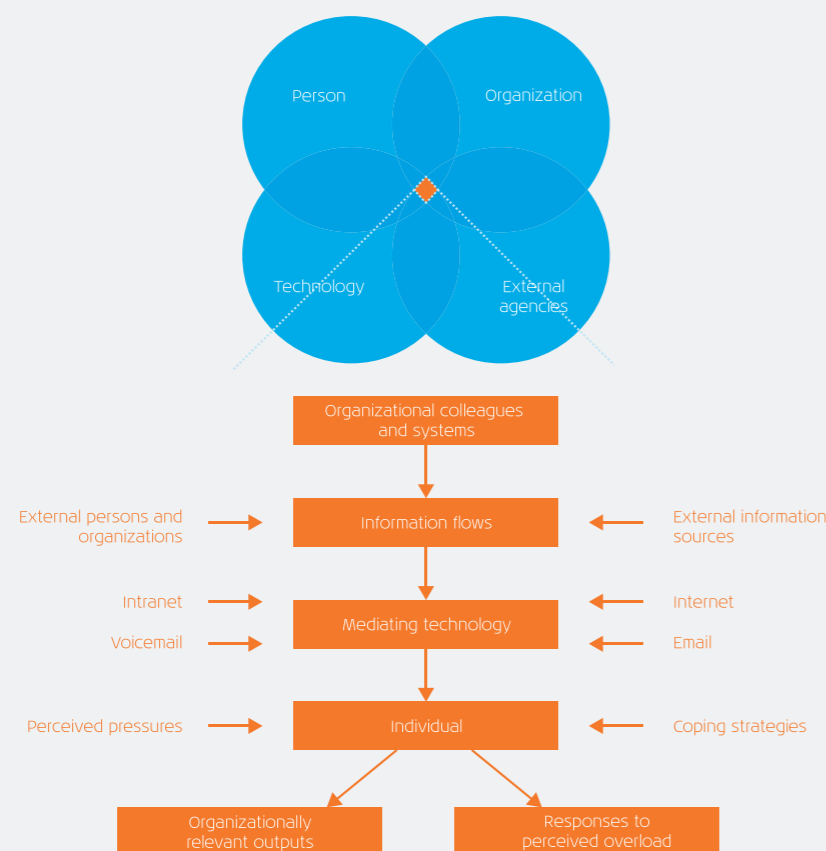 Person
Organization
Technology
External
agencies
Organizational colleagues
and systems
External persons and
organizations
Information flows
External information
sources
Intranet
Internet
Mediating technology
Voicemail
Email
Perceived pressures
Individual
Coping strategies
Organizationally
relevant outputs
Responses to
perceived overload